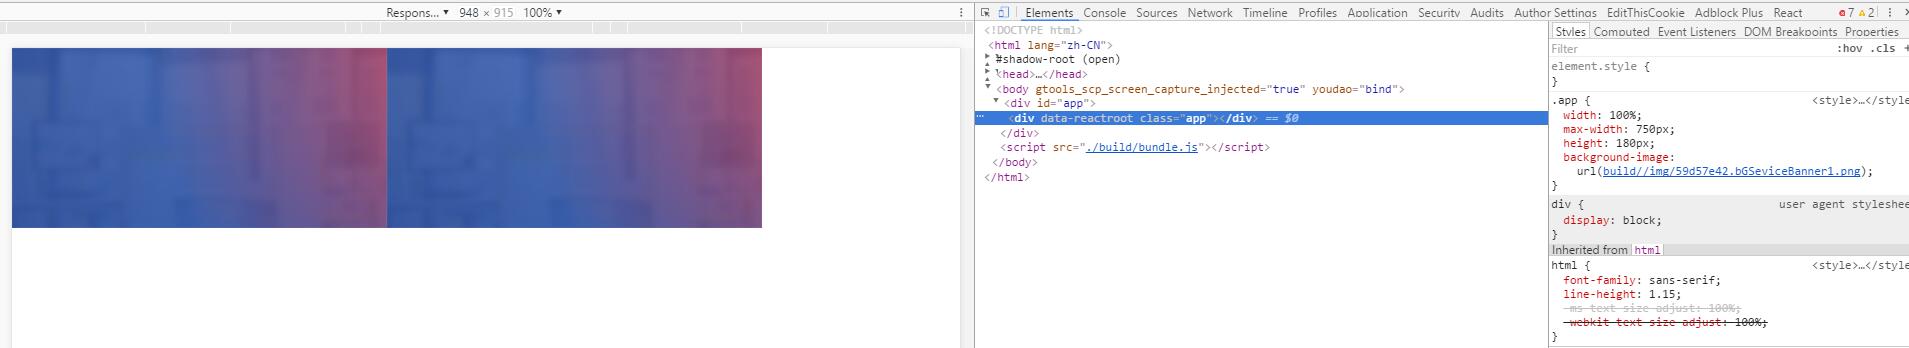 Respons... ▼ 948 × 915 100% ▼
Elements Console Sources Network Timeline Profiles Application Security Audits Author Settings EditThisCookie Adblock Plus React 7 2
<!DOCTYPE html>
<html lang="zh-CN">
#shadow-root (open)
<head>…</head>
<body gtools_scp_screen_capture_injected="true" youdao="bind">
<div id="app">
<div data-reactroot class="app"></div> == $0
</div>
<script src="./build/bundle.js"></script>
</body>
</html>
Styles Computed Event Listeners DOM Breakpoints Properties
Filter :hov .cls +
element.style {
}
.app { <style>…</style
width: 100%;
max-width: 750px;
height: 180px;
background-image:
url(build//img/59d57e42.bGSeviceBanner1.png);
}
div { user agent styleshee
display: block;
}
Inherited from html
html { <style>…</style
font-family: sans-serif;
line-height: 1.15;
-ms-text-size-adjust: 100%;
-webkit-text-size-adjust: 100%;
}